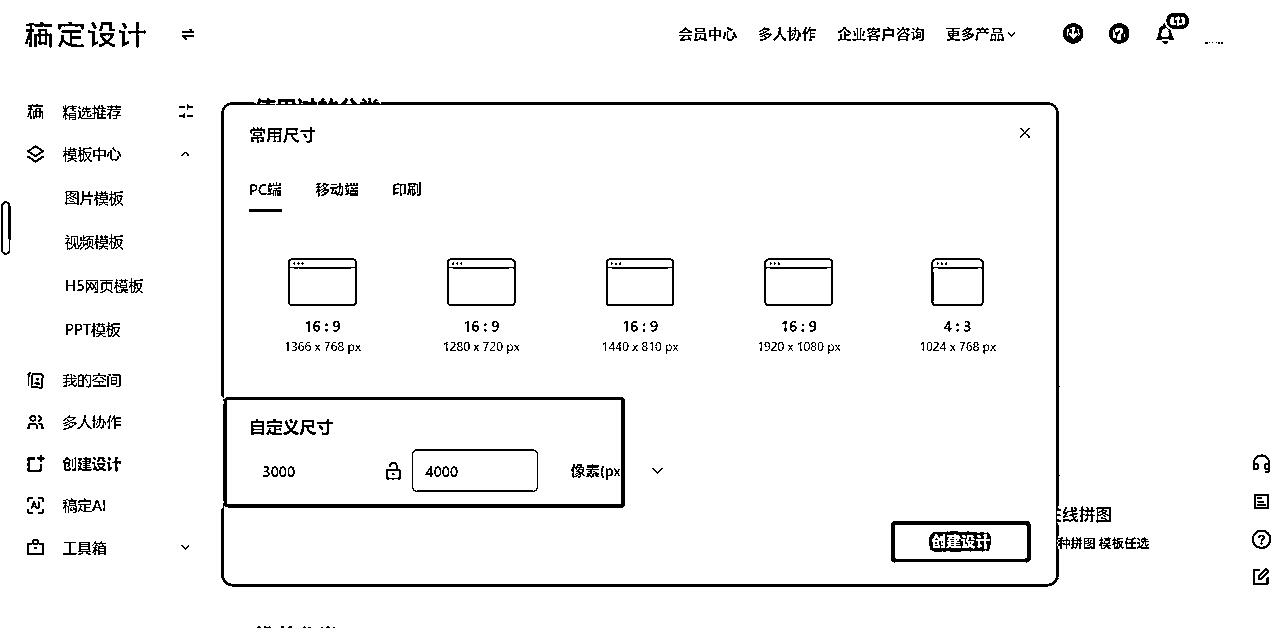 稿定设计
会员中心 多人协作 企业客户咨询 更多产品
精选推荐
模板中心
图片模板
视频模板
H5网页模板
PPT模板
我的空间
多人协作
创建设计
稿定AI
工具箱
使用过的分类
常用尺寸
PC端 移动端 印刷
16 : 9 16 : 9 16 : 9 16 : 9 4 : 3
1366 x 768 px 1280 x 720 px 1440 x 810 px 1920 x 1080 px 1024 x 768 px
自定义尺寸
3000 4000 像素(px
创建设计
线拼图
种拼图 模板任选